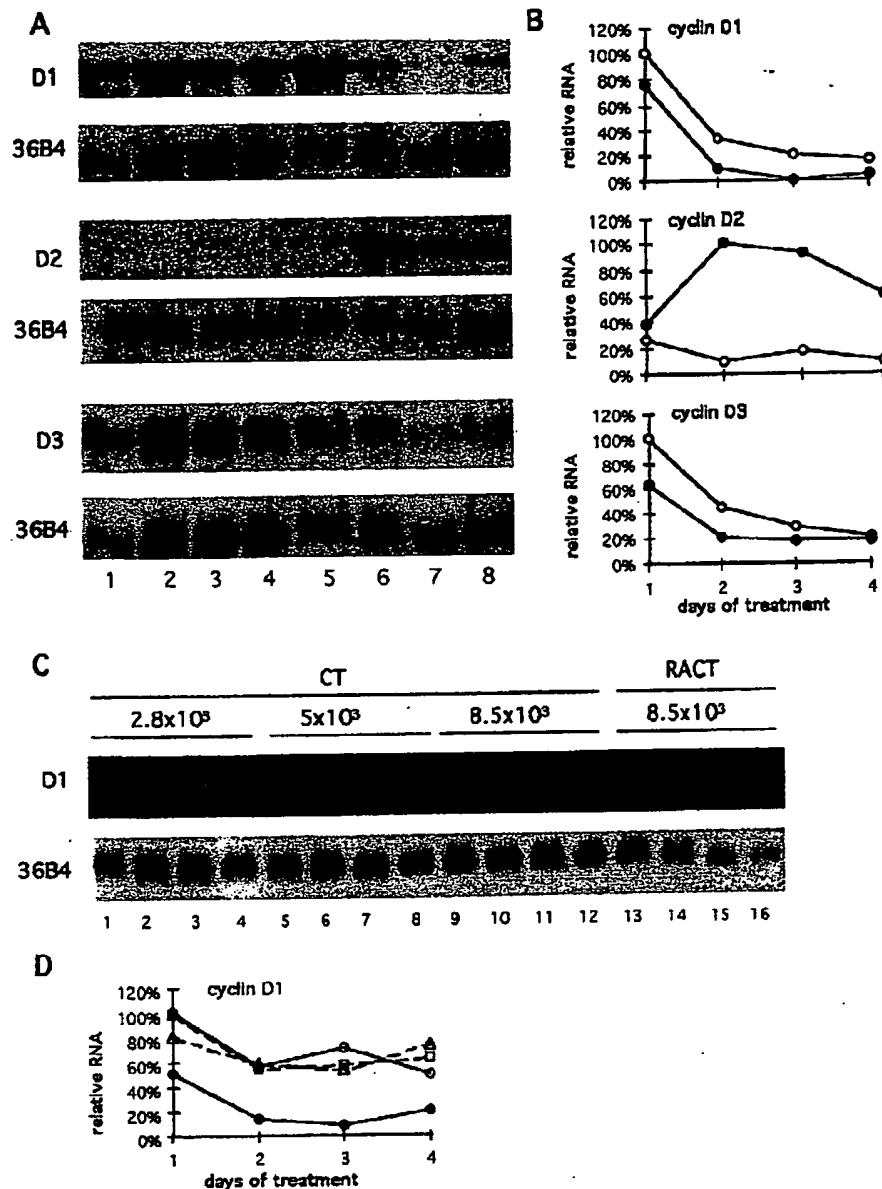 A
D1
36B4
D2
36B4
D3
36B4
1 2 3 4 5 6 7 8
B
cyclin D1
relative RNA
120%
100%
80%
60%
40%
20%
0%
cyclin D2
relative RNA
120%
100%
80%
60%
40%
20%
0%
cyclin D3
relative RNA
120%
100%
80%
60%
40%
20%
0%
1 2 3 4
days of treatment
C
CT RACT
2.8x10³ 5x10³ 8.5x10³ 8.5x10³
D1
36B4
1 2 3 4 5 6 7 8 9 10 11 12 13 14 15 16
D
cyclin D1
relative RNA
120%
100%
80%
60%
40%
20%
0%
1 2 3 4
days of treatment